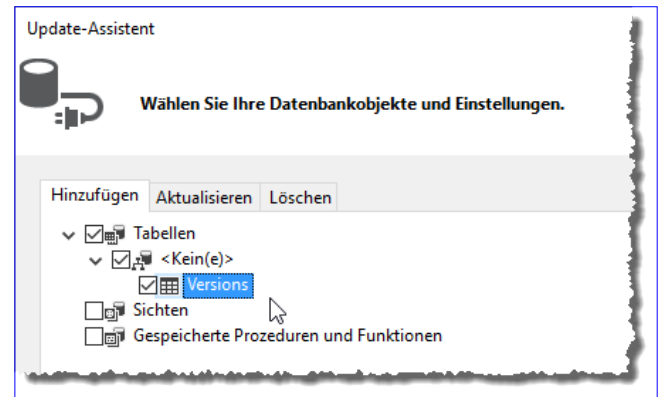 Update-Assistent
Wählen Sie Ihre Datenbankobjekte und Einstellungen.
Hinzufügen Aktualisieren Löschen
Tabellen
<Kein(e)>
Versions
Sichten
Gespeicherte Prozeduren und Funktionen